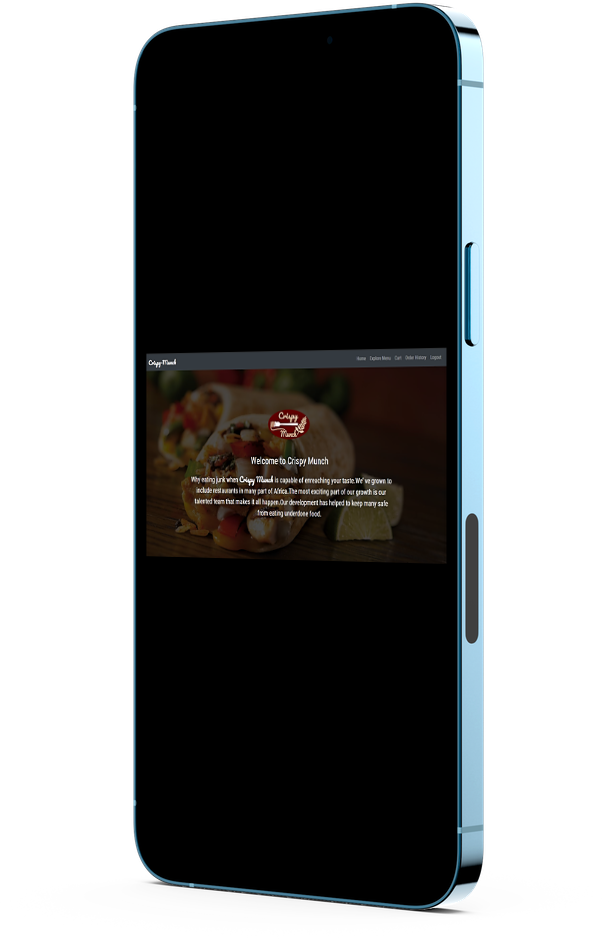 Crispy Munch
Home Explore Menu Cart Order History Logout
Crispy
Munch
Welcome to Crispy Munch
Why eating junk when Crispy Munch is capable of enroaching your taste.We've grown to
include restaurants in many part of Africa.The most exciting part of our growth is our
talented team that makes it all happen.Our development has helped to keep many safe
from eating underdone food.